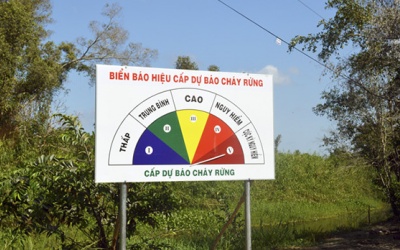 BIỂN BÁO HIỆU CẤP DỰ BÁO CHÁY RỪNG
THẤP
TRUNG BÌNH
CAO
NGUY HIỂM
CỰC KỲ NGUY HIỂM
I
II
III
IV
V
CẤP DỰ BÁO CHÁY RỪNG